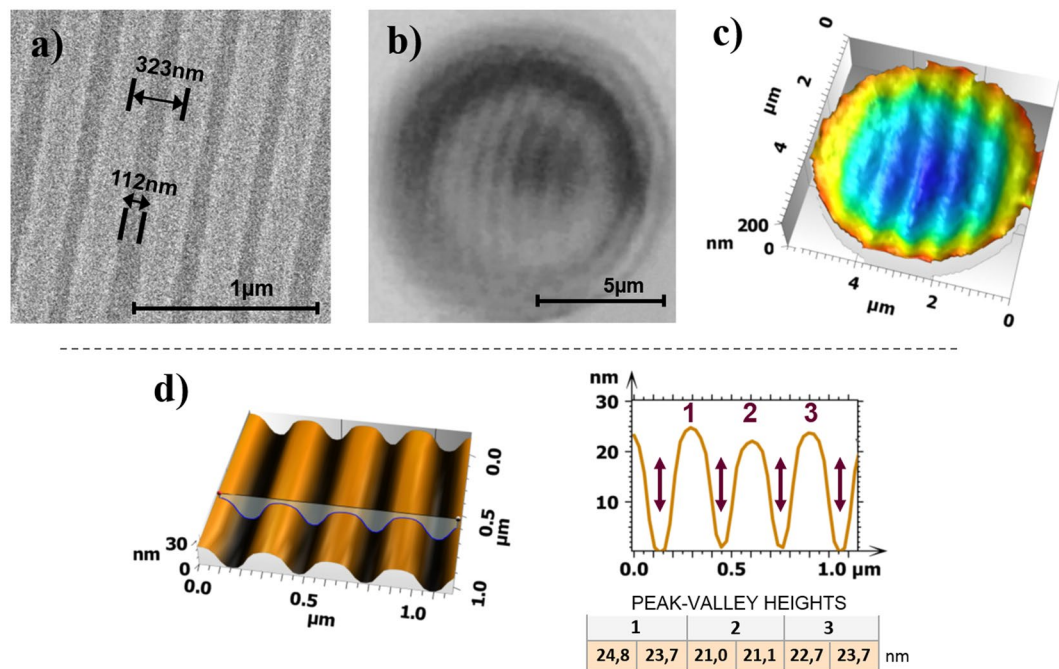 a)
323nm
112nm
1µm
b)
5µm
c)
0
2
4
µm
200
nm
0
4
µm
2
0
d)
nm
30
0
0.0
0.5
µm
1.0
0.0
0.5
µm
1.0
nm
30
20
10
1 2 3
0.0 0.5 1.0 µm
PEAK-VALLEY HEIGHTS
1 2 3
24,8 23,7 21,0 21,1 22,7 23,7 nm